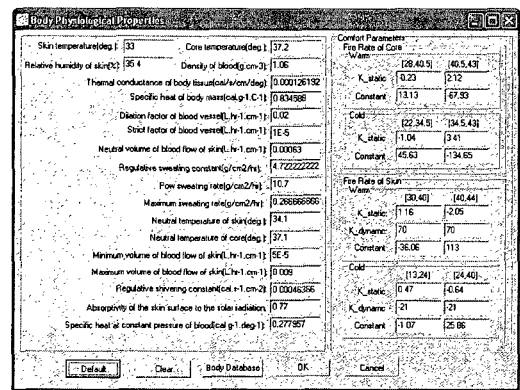 Body Physiological Properties
Skin temperature(deg.): 33 Core temperature(deg.): 37.2
Relative humidity of skin(%): 35.4 Density of blood(g.cm-3): 1.06
Thermal conductance of body tissue(cal/s/cm/deg): 0.000126192
Specific heat of body mass(cal.g-1.C-1): 0.834588
Dilation factor of blood vessel(L.hr-1.cm-1): 0.02
Strict factor of blood vessel(L.hr-1.cm-1): 1E-5
Neutral volume of blood flow of skin(L.hr-1.cm-1): 0.00063
Regulative sweating constant(g/cm2/hr): 4.722222222
Pow sweating rate(g/cm2/hr): 10.7
Maximum sweating rate(g/cm2/hr): 0.266666666
Neutral temperature of skin(deg.): 34.1
Neutral temperature of core(deg.): 37.1
Minimum volume of blood flow of skin(L.hr-1.cm-1): 5E-5
Maximum volume of blood flow of skin(L.hr-1.cm-1): 0.009
Regulative shivering constant(cal.s-1.cm-2): 0.00046366
Absorptivity of the skin surface to the solar radiation: 0.77
Specific heat at constant pressure of blood(cal.g-1.deg-1): 0.277957
Comfort Parameters
Fire Rate of Core
Warm
[28,40.5] [40.5,43]
K_static 0.23 2.12
Constant 13.13 -67.93
Cold
[22,34.5] [34.5,43]
K_static -1.04 3.41
Constant 45.63 -134.65
Fire Rate of Skin
Warm
[30,40] [40,44]
K_static: 1.16 -2.05
K_dynamic: 70 70
Constant -36.06 113
Cold
[13,24] [24,40]
K_static 0.47 -0.64
K_dynamic -21 -21
Constant -1.07 25.86
Default Clear Body Database OK Cancel